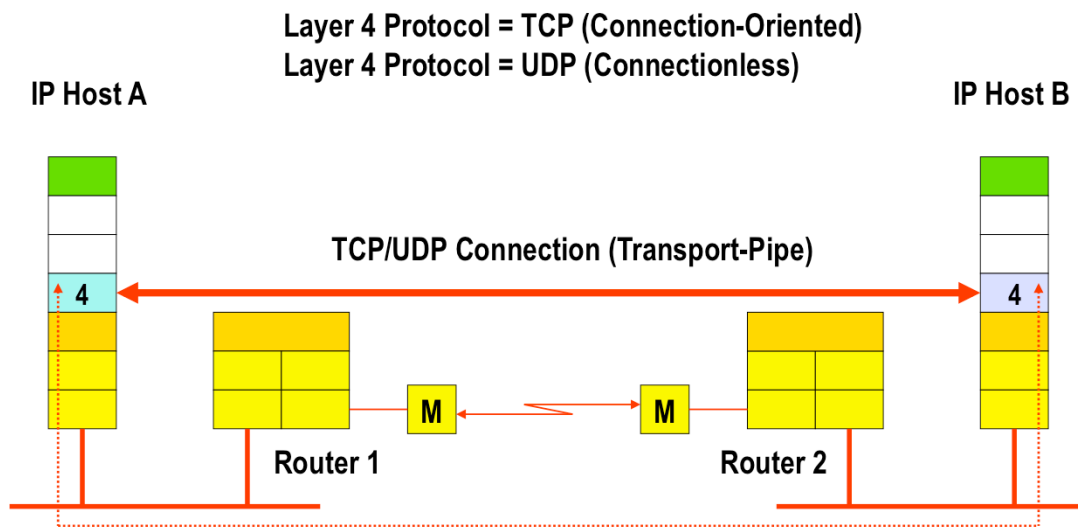 Layer 4 Protocol = TCP (Connection-Oriented)
Layer 4 Protocol = UDP (Connectionless)
IP Host A
IP Host B
TCP/UDP Connection (Transport-Pipe)
4
4
M
M
Router 1
Router 2